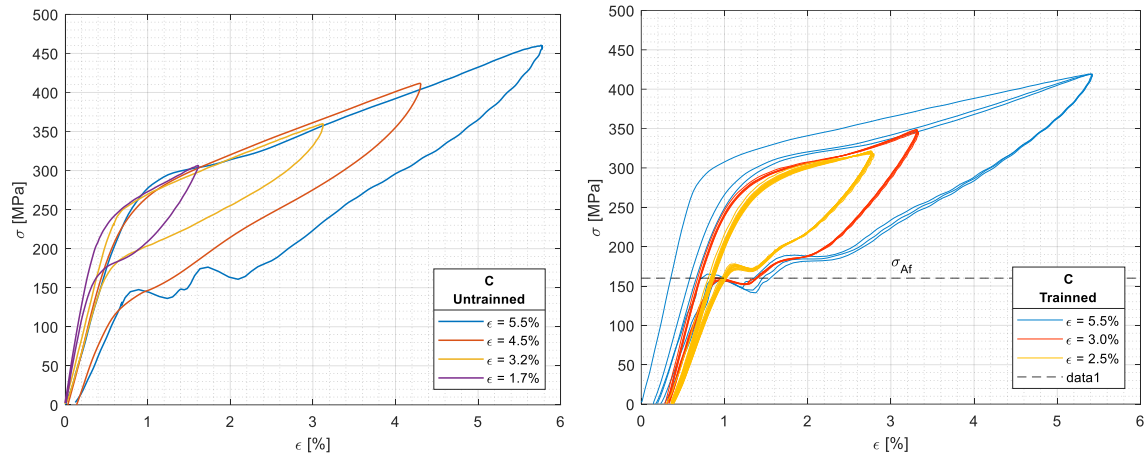 500
450
400
350
300
250
200
150
100
50
0
0 1 2 3 4 5 6
σ [MPa]
ϵ [%]
C
Untrainned
ϵ = 5.5%
ϵ = 4.5%
ϵ = 3.2%
ϵ = 1.7%
500
450
400
350
300
250
200
150
100
50
0
0 1 2 3 4 5 6
σ [MPa]
ϵ [%]
σAf
C
Trainned
ϵ = 5.5%
ϵ = 3.0%
ϵ = 2.5%
data1